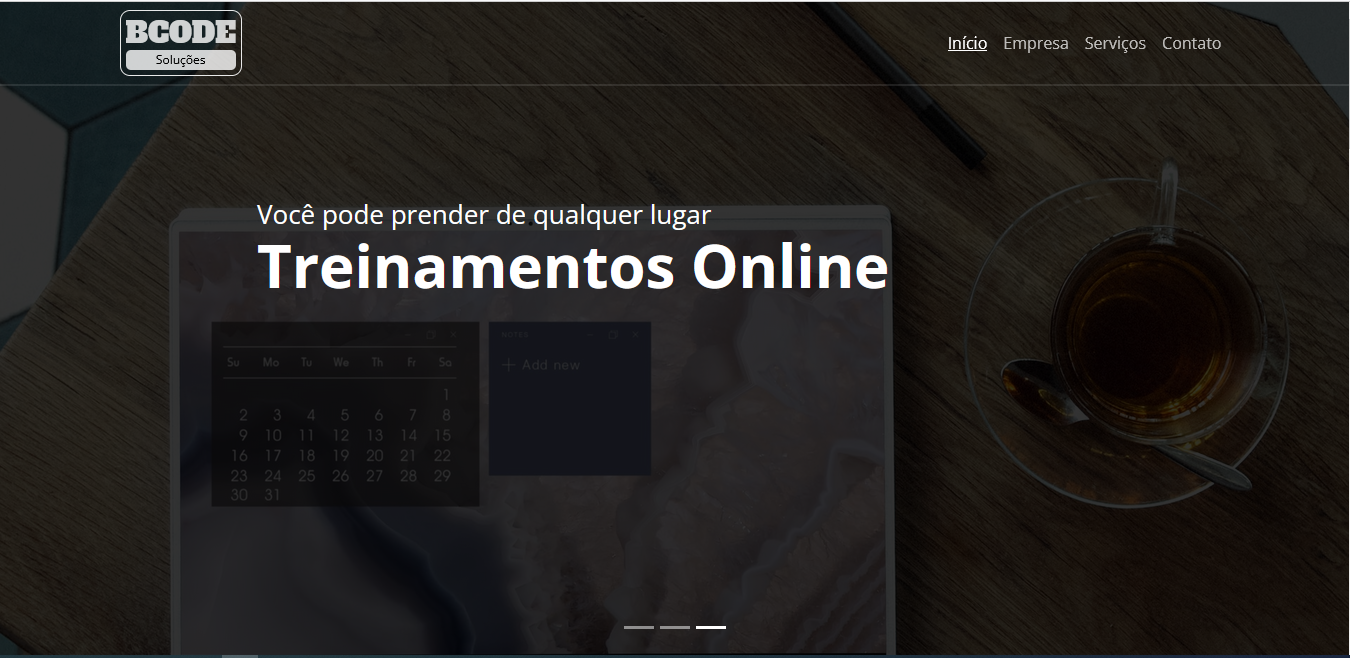 BCODE
Soluções
Início Empresa Serviços Contato
Você pode prender de qualquer lugar
Treinamentos Online
NOTES
Su Mo Tu We Th Fr Sa
+ Add new
1
2 3 4 5 6 7 8
9 10 11 12 13 14 15
16 17 18 19 20 21 22
23 24 25 26 27 28 29
30 31